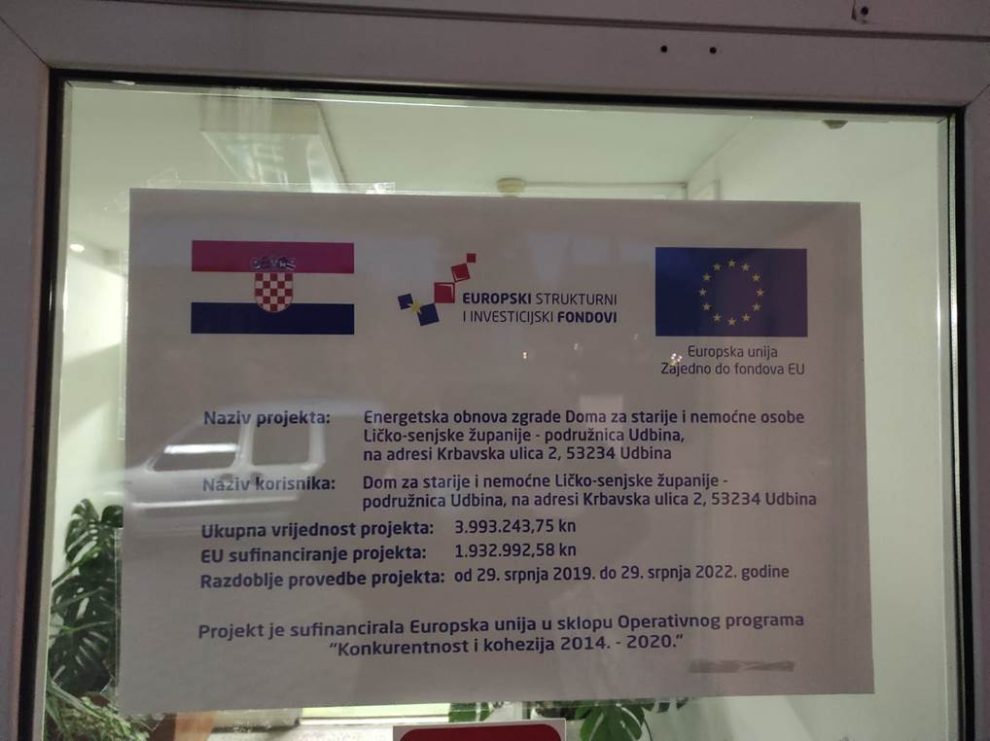 EUROPSKI STRUKTURNI
I INVESTICIJSKI FONDOVI
Europska unija
Zajedno do fondova EU
Naziv projekta: Energetska obnova zgrade Doma za starije i nemoćne osobe
Ličko-senjske županije - podružnica Udbina,
na adresi Krbavska ulica 2, 53234 Udbina
Naziv korisnika: Dom za starije i nemoćne Ličko-senjske županije -
podružnica Udbina, na adresi Krbavska ulica 2, 53234 Udbina
Ukupna vrijednost projekta: 3.993.243,75 kn
EU sufinanciranje projekta: 1.932.992,58 kn
Razdoblje provedbe projekta: od 29. srpnja 2019. do 29. srpnja 2022. godine
Projekt je sufinancirala Europska unija u sklopu Operativnog programa
"Konkurentnost i kohezija 2014. - 2020."